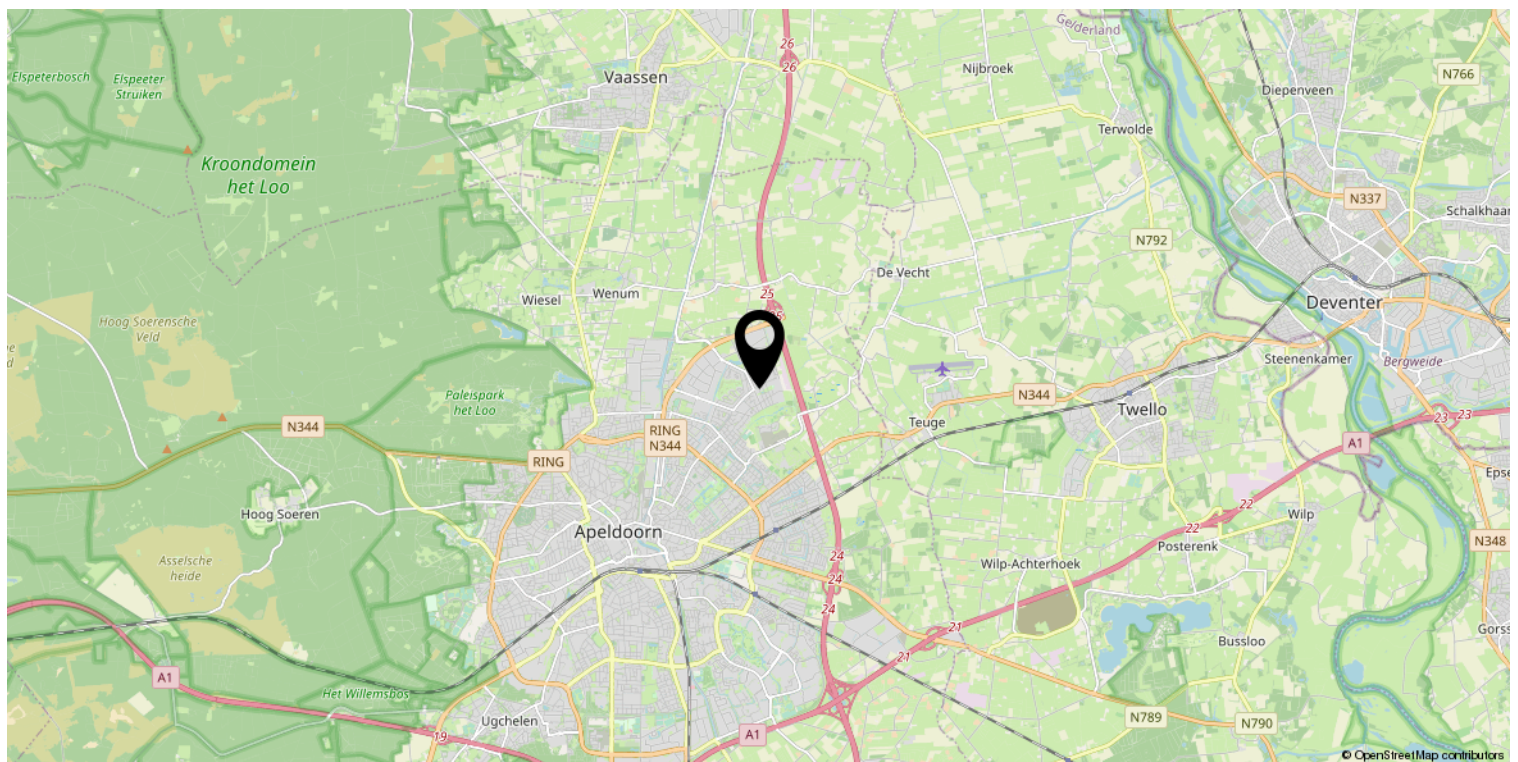 Gelderland
26
26
Elspeterbosch
Elspeeter
Struiken
Vaassen
Nijbroek
N766
Diepenveen
Terwolde
Kroondomein
het Loo
N337
Schalkhaar
N792
De Vecht
Wiesel
Wenum
25
Deventer
Hoog Soerensche
Veld
Steenenkamer
Bergweide
Paleispark
het Loo
N344
Twello
23
23
N344
RING
N344
Teuge
A1
RING
Epse
22
22
Hoog Soeren
Wilp
Apeldoorn
Posterenk
N348
24
Asselsche
heide
Wilp-Achterhoek
24
24
21
21
Bussloo
Gorss
A1
Het Willemsbos
N789
N790
Ugchelen
19
A1
© OpenStreetMap contributors